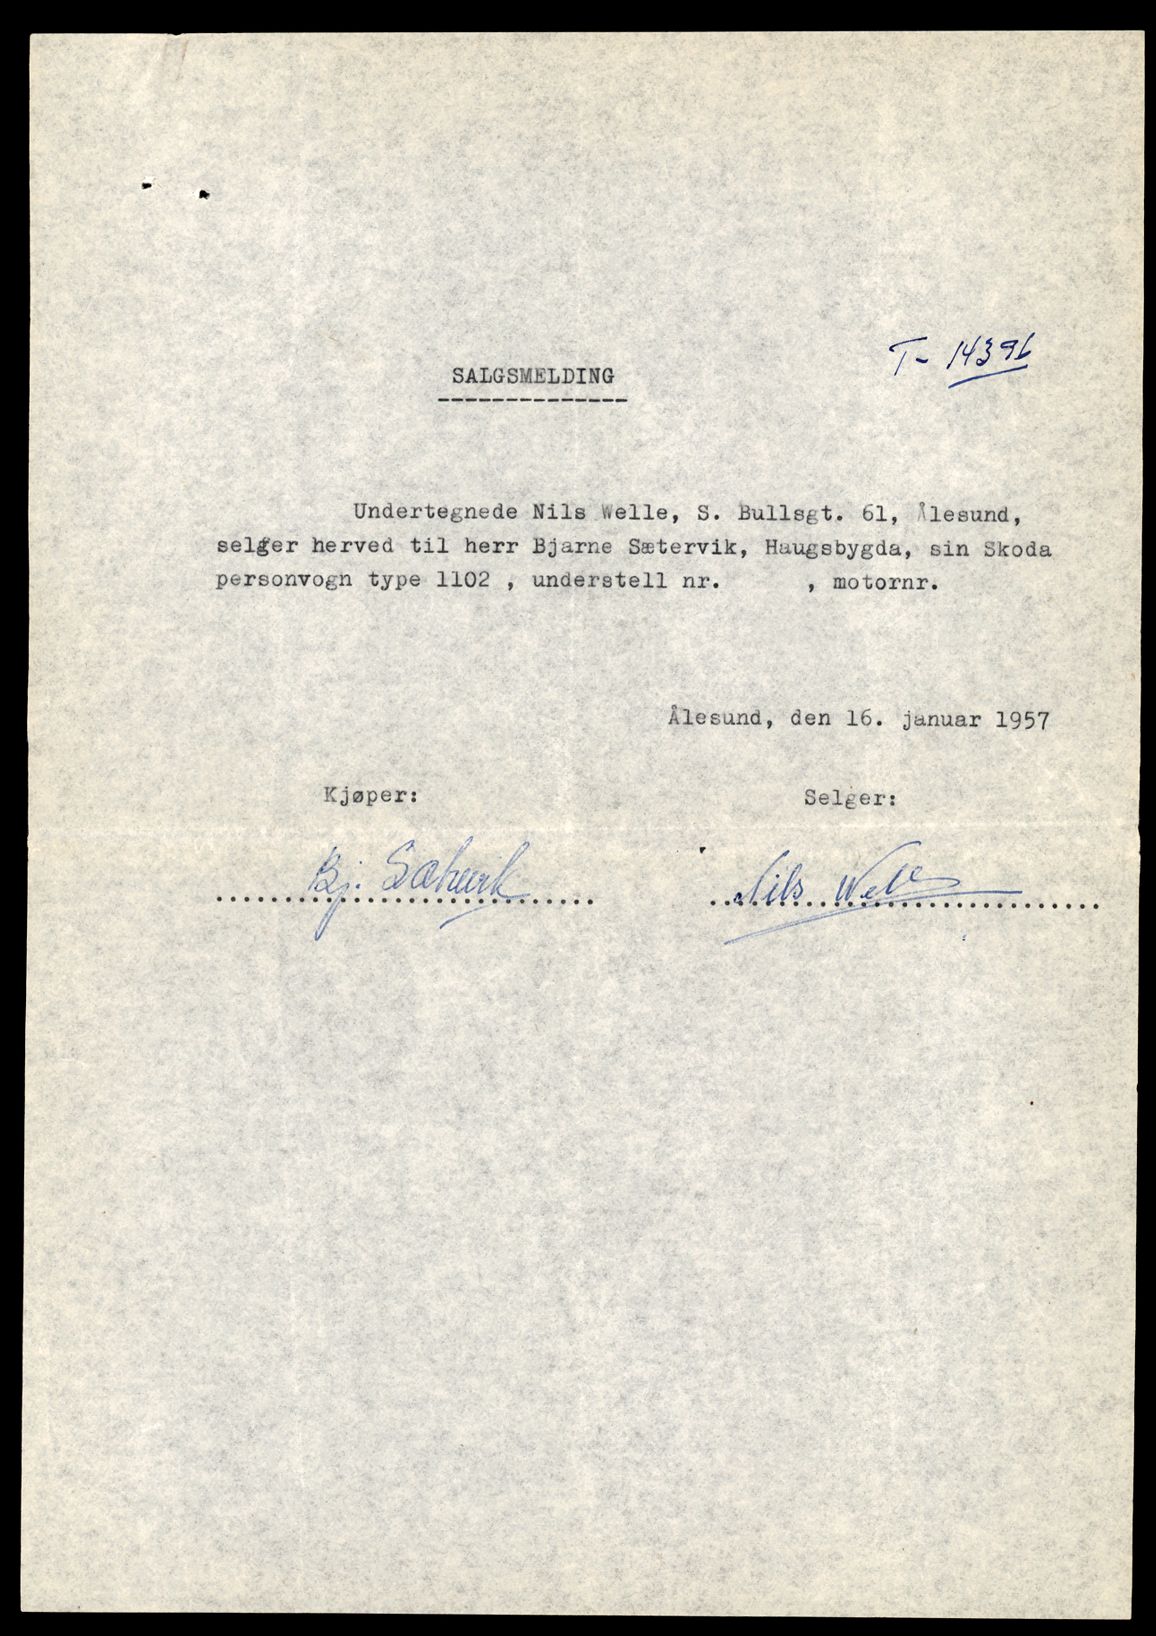 T- 14396
SALGSMELDING
--------------
Undertegnede Nils Welle, S. Bullsgt. 61, Ålesund,
selger herved til herr Bjarne Sætervik, Haugsbygda, sin Skoda
personvogn type 1102 , understell nr. , motornr.
Ålesund, den 16. januar 1957
Kjøper: Selger:
Bj. Sætervik Nils Welle